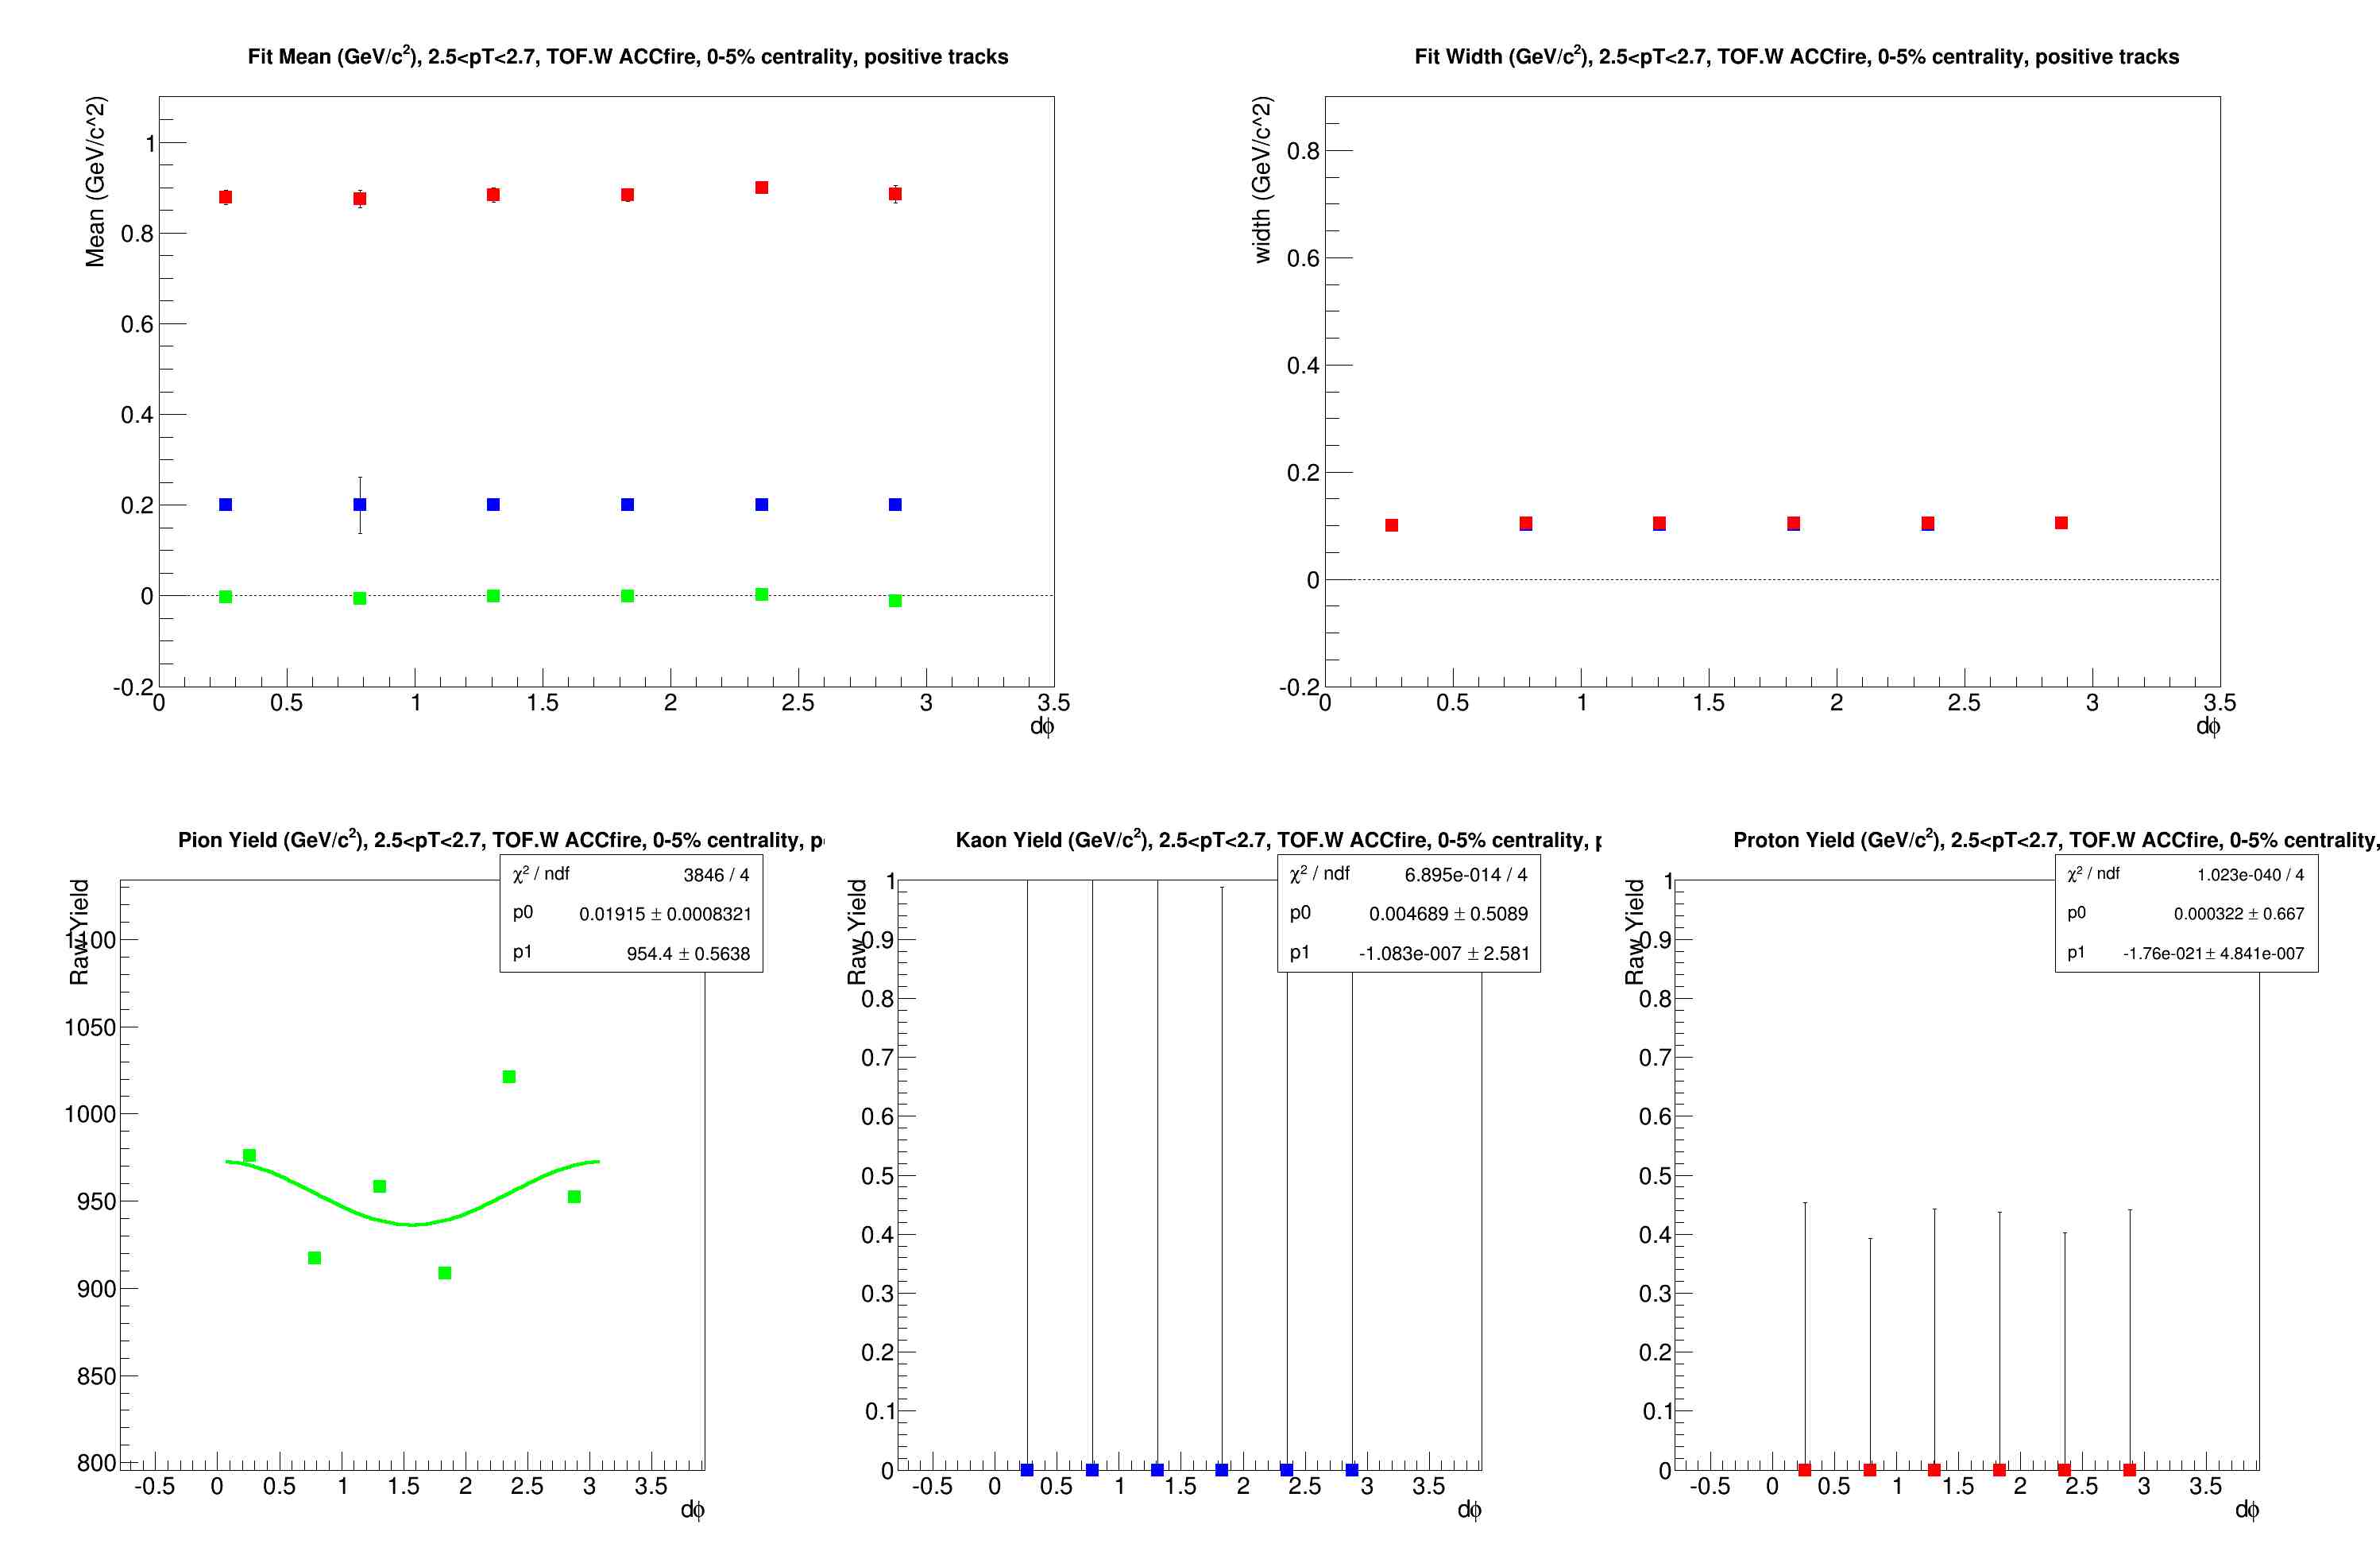 Fit Mean (GeV/c²), 2.5<pT<2.7, TOF.W ACCfire, 0-5% centrality, positive tracks
Mean (GeV/c^2)
1
0.8
0.6
0.4
0.2
0
-0.2
0 0.5 1 1.5 2 2.5 3 3.5
dϕ
Fit Width (GeV/c²), 2.5<pT<2.7, TOF.W ACCfire, 0-5% centrality, positive tracks
width (GeV/c^2)
0.8
0.6
0.4
0.2
0
-0.2
0 0.5 1 1.5 2 2.5 3 3.5
dϕ
Pion Yield (GeV/c²), 2.5<pT<2.7, TOF.W ACCfire, 0-5% centrality, p
χ² / ndf 3846 / 4
p0 0.01915 ± 0.0008321
p1 954.4 ± 0.5638
Raw Yield
1100
1050
1000
950
900
850
800
-0.5 0 0.5 1 1.5 2 2.5 3 3.5
dϕ
Kaon Yield (GeV/c²), 2.5<pT<2.7, TOF.W ACCfire, 0-5% centrality, p
χ² / ndf 6.895e-014 / 4
p0 0.004689 ± 0.5089
p1 -1.083e-007 ± 2.581
Raw Yield
1
0.9
0.8
0.7
0.6
0.5
0.4
0.3
0.2
0.1
0
-0.5 0 0.5 1 1.5 2 2.5 3 3.5
dϕ
Proton Yield (GeV/c²), 2.5<pT<2.7, TOF.W ACCfire, 0-5% centrality,
χ² / ndf 1.023e-040 / 4
p0 0.000322 ± 0.667
p1 -1.76e-021 ± 4.841e-007
Raw Yield
1
0.9
0.8
0.7
0.6
0.5
0.4
0.3
0.2
0.1
0
-0.5 0 0.5 1 1.5 2 2.5 3 3.5
dϕ